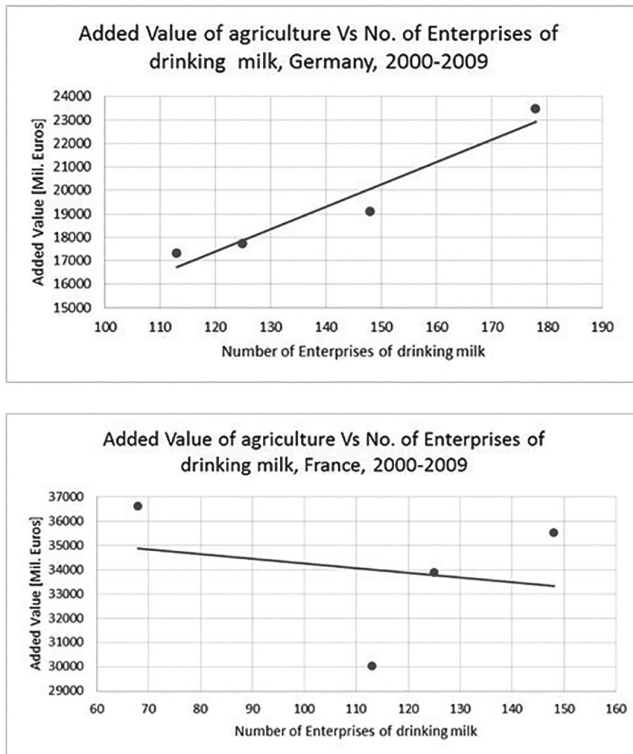 Added Value of agriculture Vs No. of Enterprises of
drinking milk, Germany, 2000-2009
Added Value [Mil. Euros]
24000
23000
22000
21000
20000
19000
18000
17000
16000
15000
100 110 120 130 140 150 160 170 180 190
Number of Enterprises of drinking milk
Added Value of agriculture Vs No. of Enterprises of
drinking milk, France, 2000-2009
Added Value [Mil. Euros]
37000
36000
35000
34000
33000
32000
31000
30000
29000
60 70 80 90 100 110 120 130 140 150 160
Number of Enterprises of drinking milk